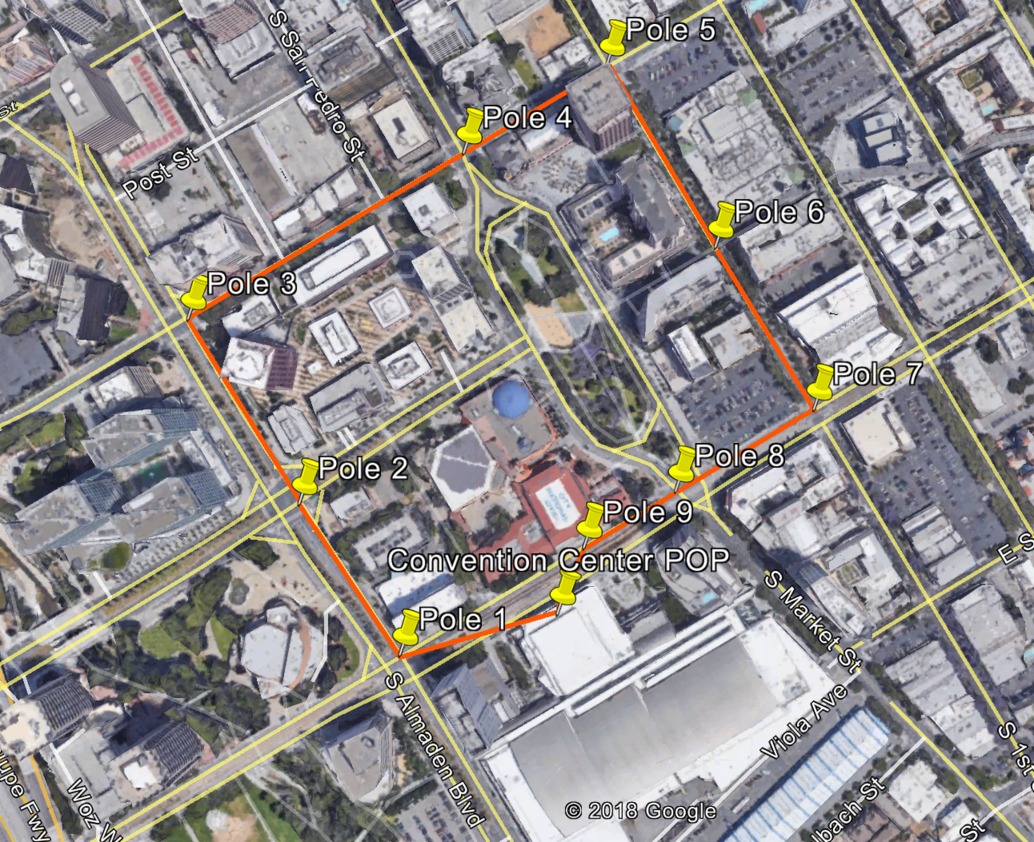 Pole 5
S San Pedro St
St
Pole 4
Post St
Pole 6
Pole 3
Pole 7
Pole 8
Pole 2
Pole 9
Convention Center POP
Pole 1
E S
S Market St
S Almaden Blvd
Viola Ave
S 1st
upe Fwy
Woz W
© 2018 Google
lbach St
St